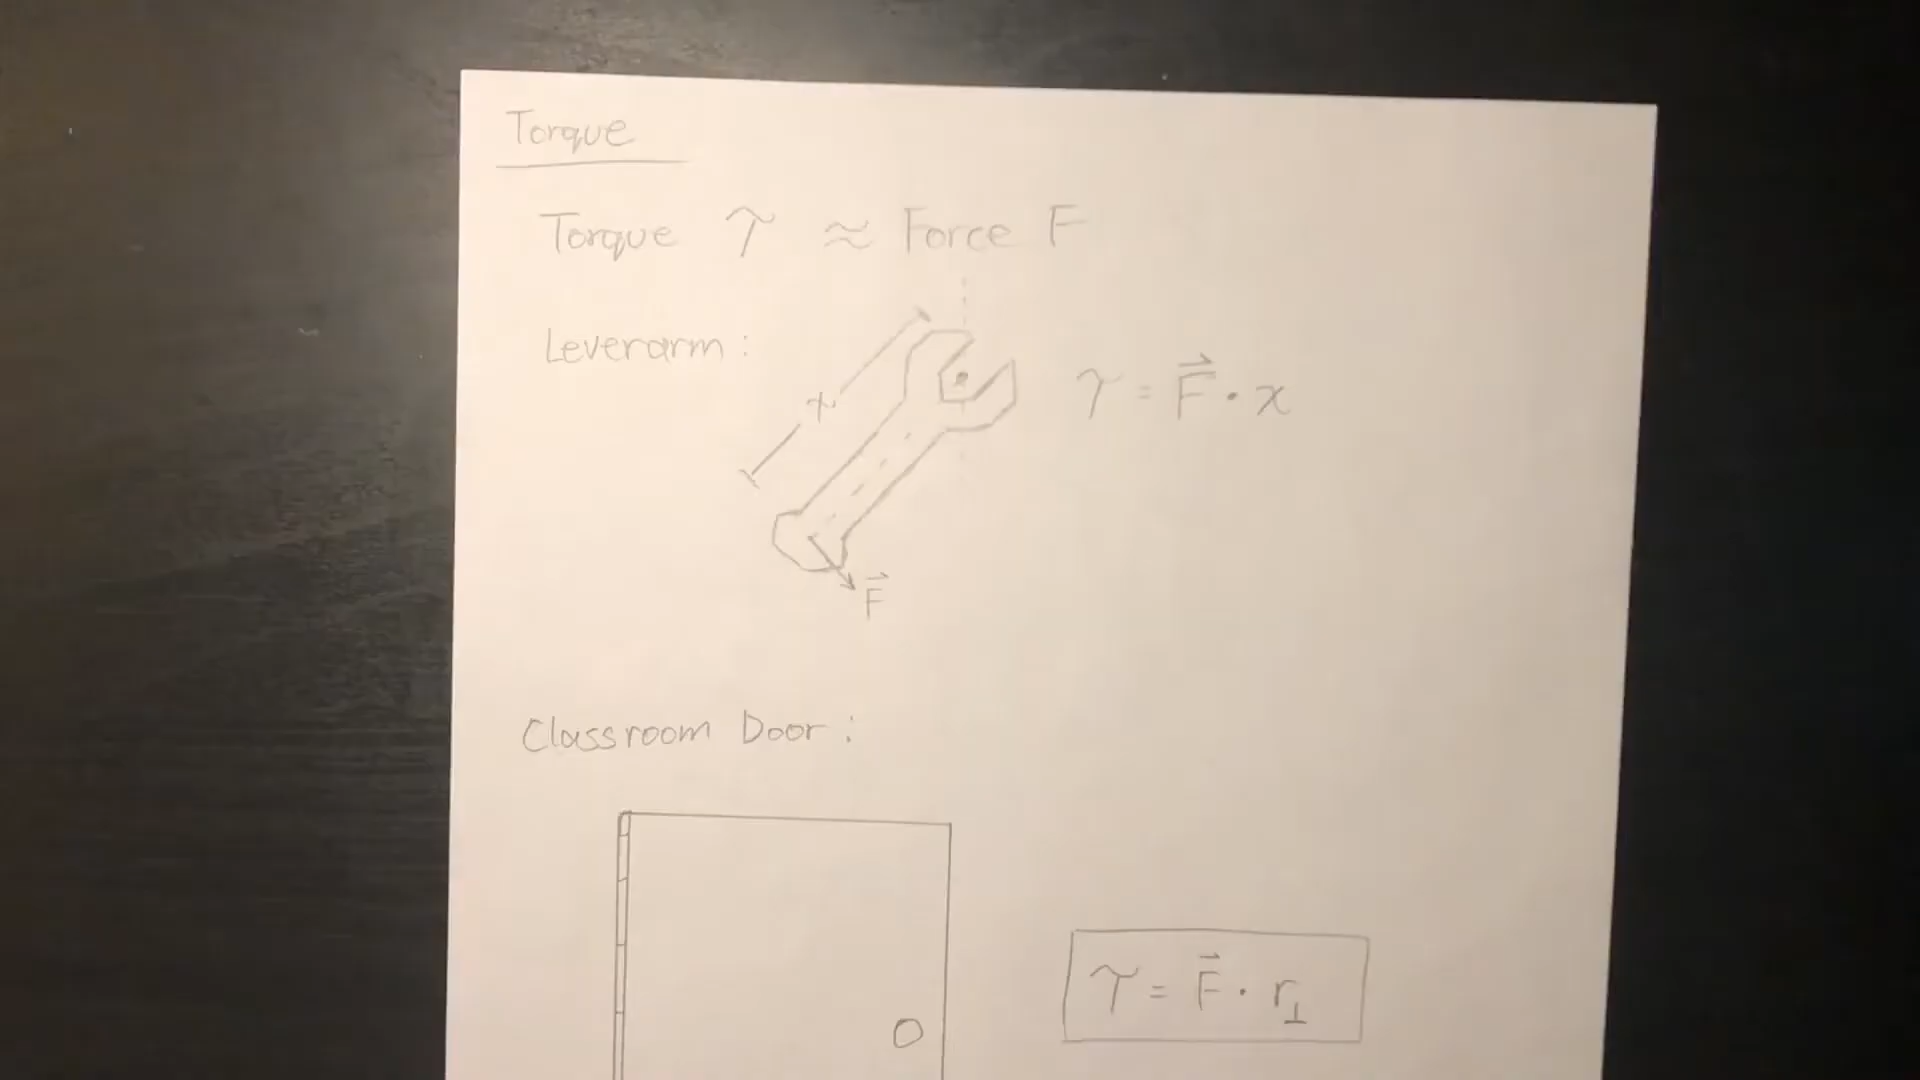 Torque
Torque τ ≈ Force F
Leverarm :
x
τ = F⃗ · x
F⃗
Classroom Door :
τ = F⃗ · r⊥